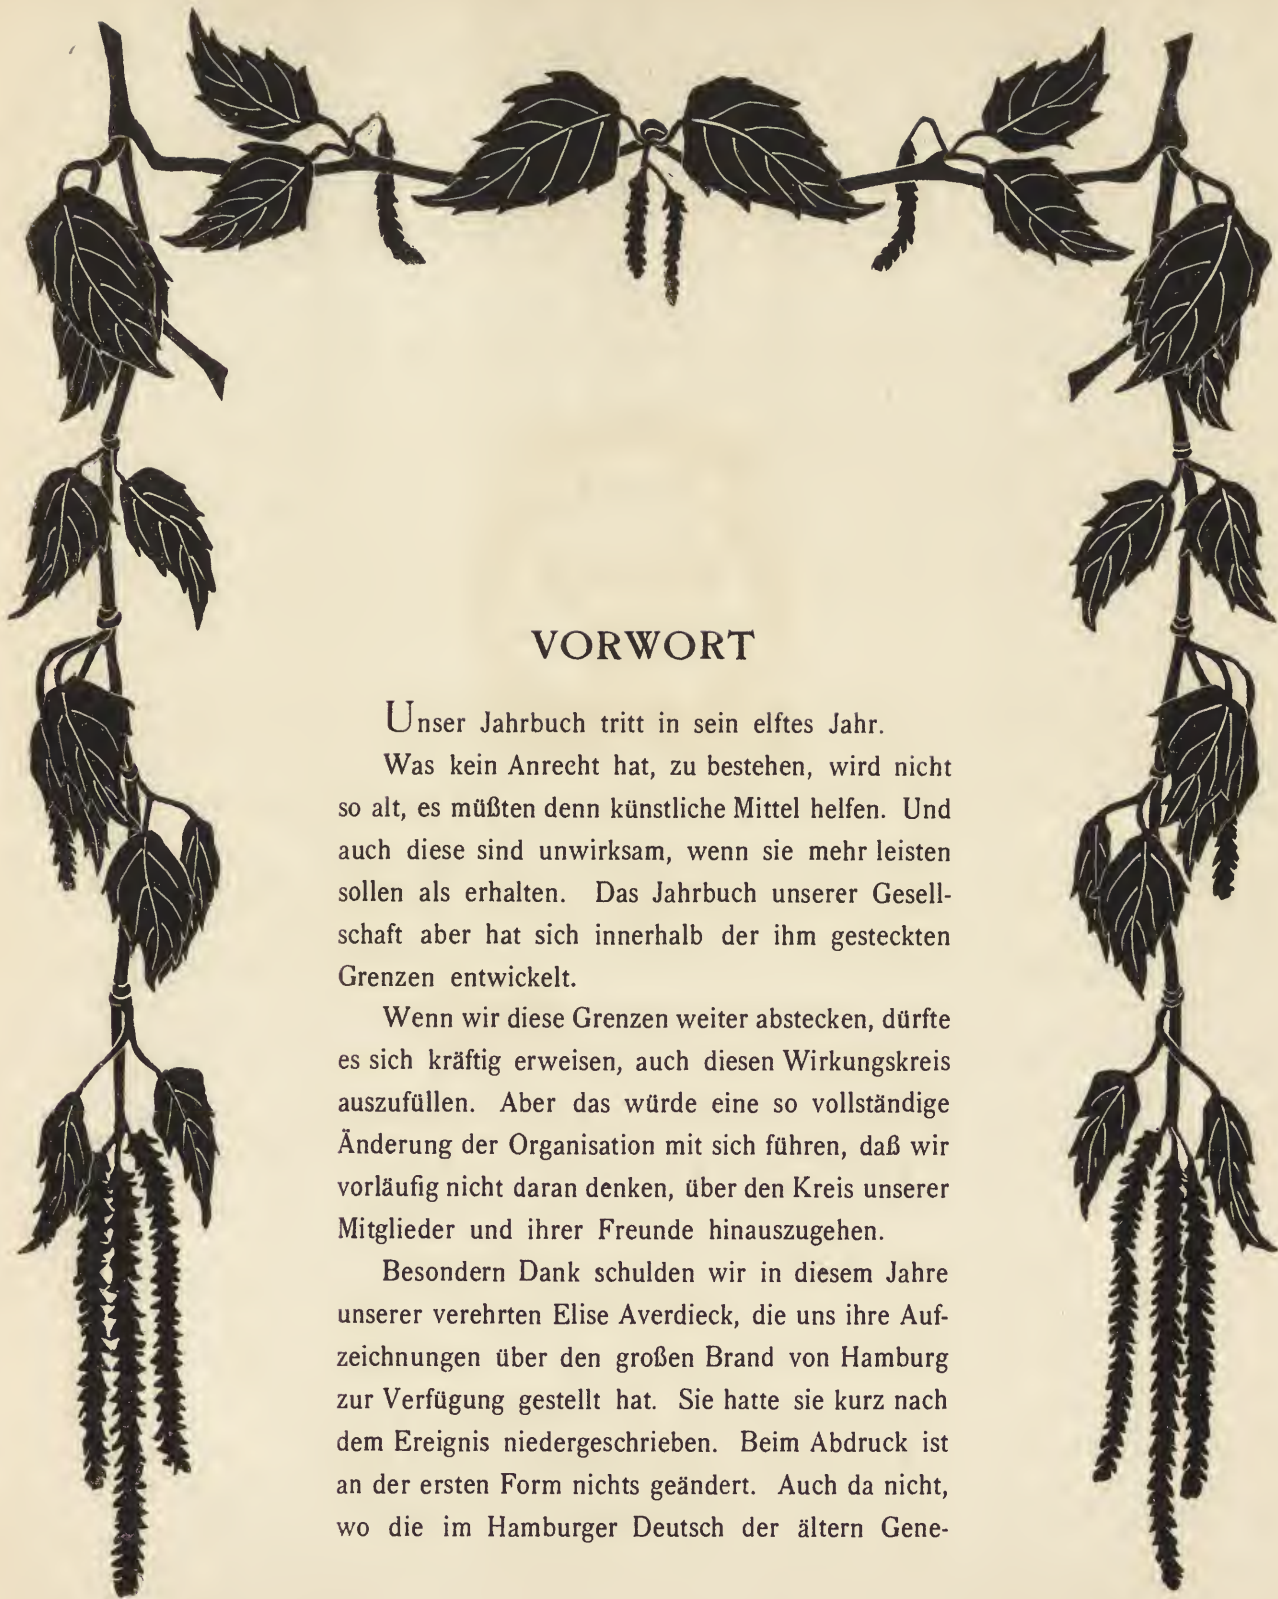 VORWORT
Unser Jahrbuch tritt in sein elftes Jahr.
Was kein Anrecht hat, zu bestehen, wird nicht
so alt, es müßten denn künstliche Mittel helfen. Und
auch diese sind unwirksam, wenn sie mehr leisten
sollen als erhalten. Das Jahrbuch unserer Gesell-
schaft aber hat sich innerhalb der ihm gesteckten
Grenzen entwickelt.
Wenn wir diese Grenzen weiter abstecken, dürfte
es sich kräftig erweisen, auch diesen Wirkungskreis
auszufüllen. Aber das würde eine so vollständige
Änderung der Organisation mit sich führen, daß wir
vorläufig nicht daran denken, über den Kreis unserer
Mitglieder und ihrer Freunde hinauszugehen.
Besondern Dank schulden wir in diesem Jahre
unserer verehrten Elise Averdieck, die uns ihre Auf-
zeichnungen über den großen Brand von Hamburg
zur Verfügung gestellt hat. Sie hatte sie kurz nach
dem Ereignis niedergeschrieben. Beim Abdruck ist
an der ersten Form nichts geändert. Auch da nicht,
wo die im Hamburger Deutsch der ältern Gene-